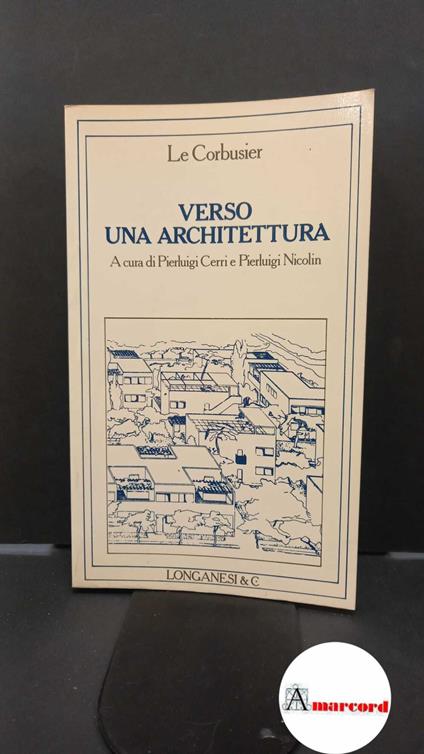 Le Corbusier
VERSO
UNA ARCHITETTURA
A cura di Pierluigi Cerri e Pierluigi Nicolin
LONGANESI & C.
Amarcord